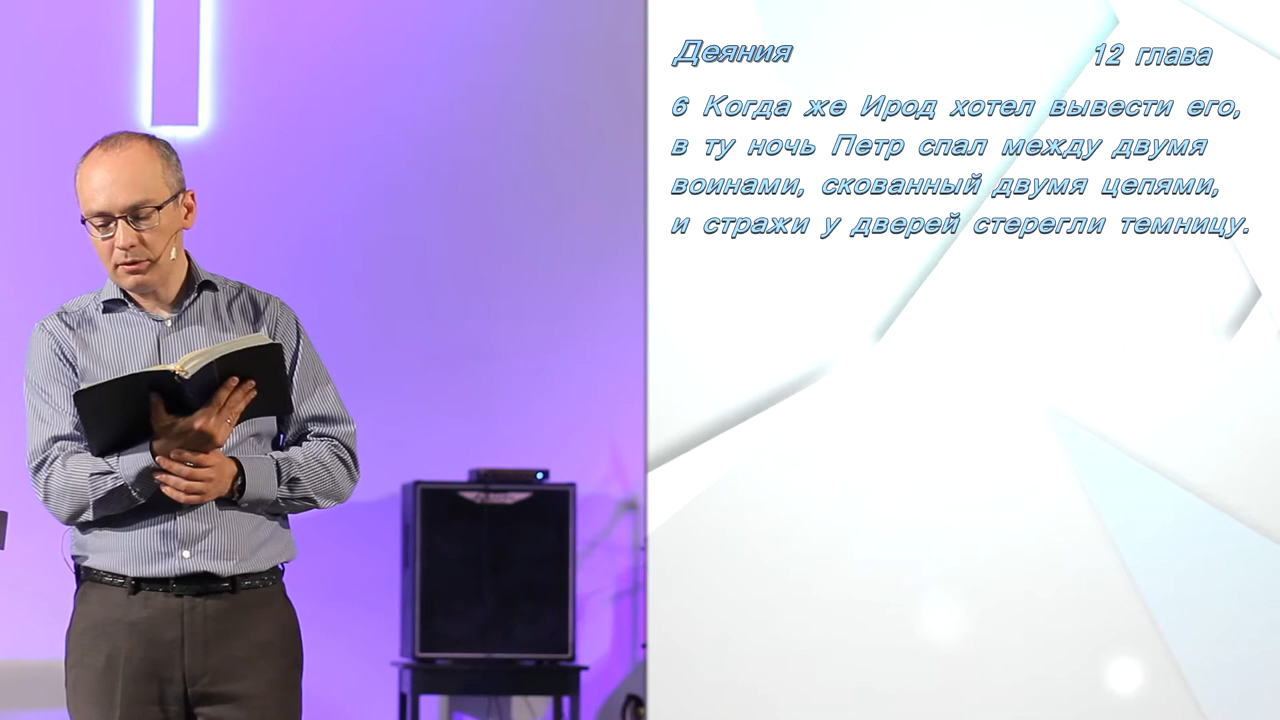 Деяния 12 глава
6 Когда же Ирод хотел вывести его,
в ту ночь Петр спал между двумя
воинами, скованный двумя цепями,
и стражи у дверей стерегли темницу.